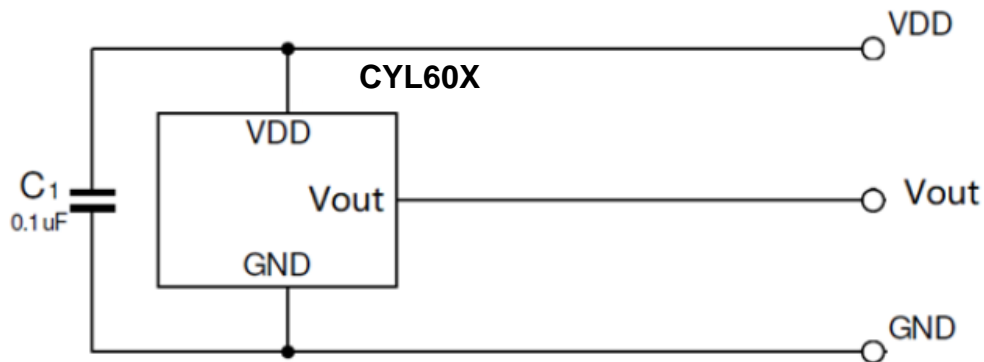 VDD
CYL60X
VDD
C1
0.1uF
Vout
Vout
GND
GND